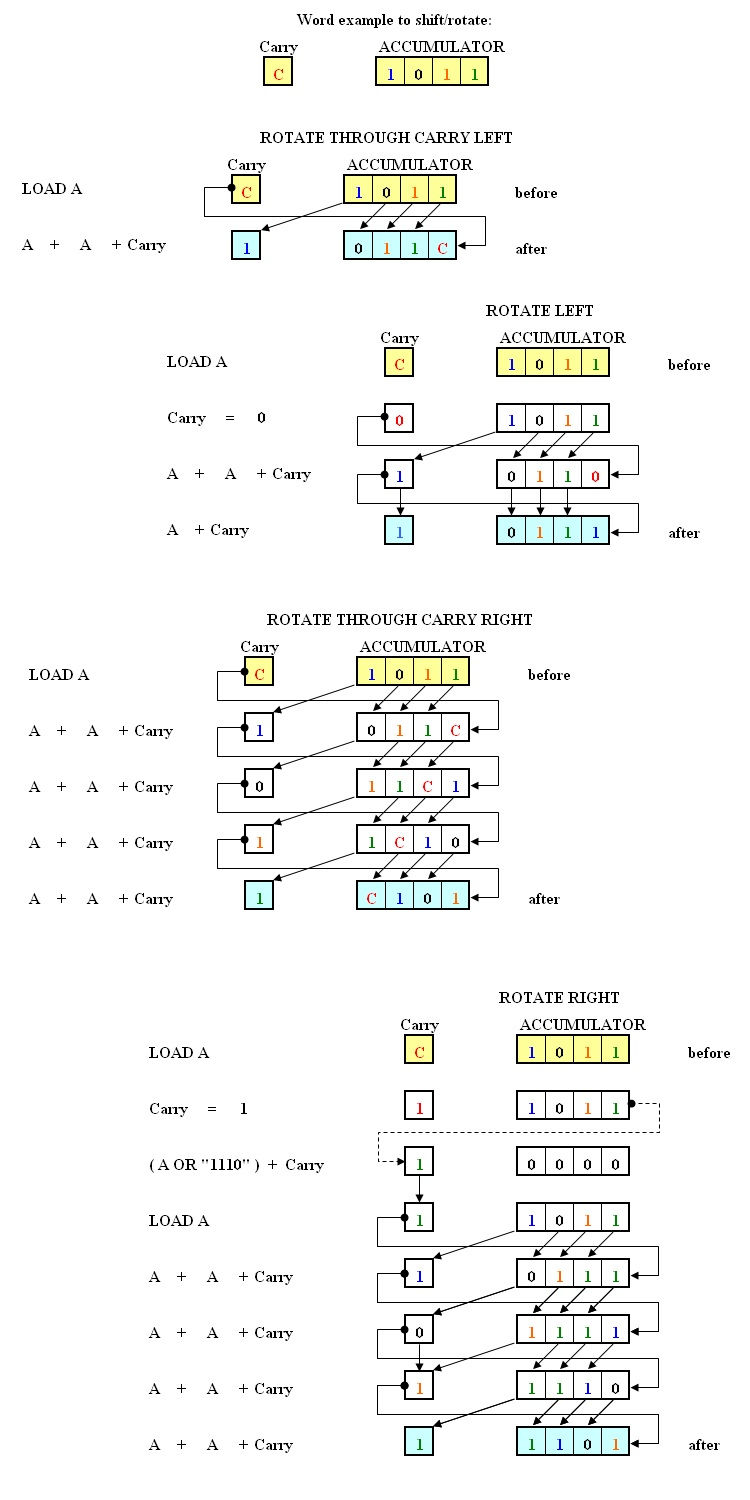 Word example to shift/rotate:
Carry ACCUMULATOR
C 1 0 1 1
ROTATE THROUGH CARRY LEFT
Carry ACCUMULATOR
LOAD A C 1 0 1 1 before
A + A + Carry 1 0 1 1 C after
ROTATE LEFT
Carry ACCUMULATOR
LOAD A C 1 0 1 1 before
Carry = 0 0 1 0 1 1
A + A + Carry 1 0 1 1 0
A + Carry 1 0 1 1 1 after
ROTATE THROUGH CARRY RIGHT
Carry ACCUMULATOR
LOAD A C 1 0 1 1 before
A + A + Carry 1 0 1 1 C
A + A + Carry 0 1 1 C 1
A + A + Carry 1 1 C 1 0
A + A + Carry 1 C 1 0 1 after
ROTATE RIGHT
Carry ACCUMULATOR
LOAD A C 1 0 1 1 before
Carry = 1 1 1 0 1 1
( A OR "1110" ) + Carry 1 0 0 0 0
LOAD A 1 1 0 1 1
A + A + Carry 1 0 1 1 1
A + A + Carry 0 1 1 1 1
A + A + Carry 1 1 1 1 0
A + A + Carry 1 1 1 0 1 after